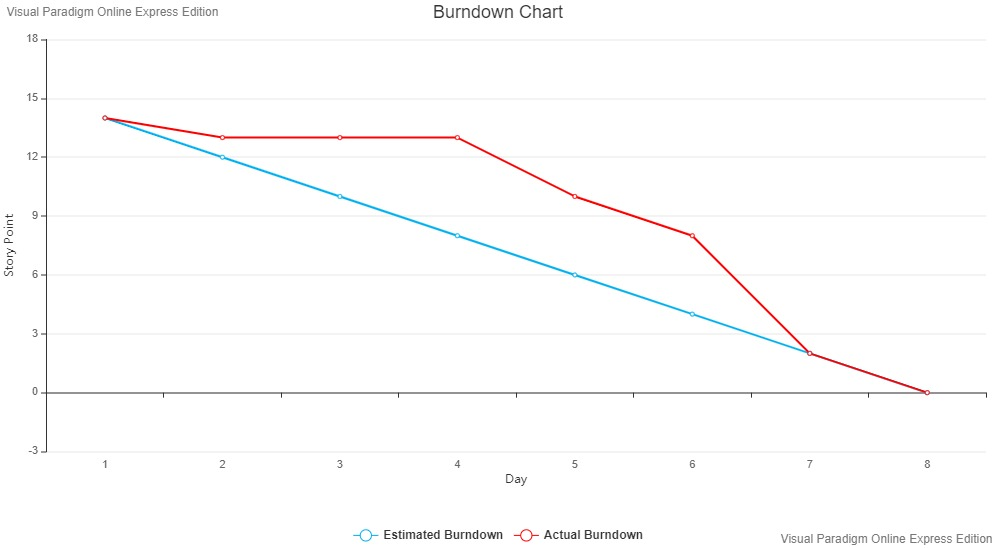 Visual Paradigm Online Express Edition
Burndown Chart
18
15
12
9
6
3
0
-3
Story Point
1 2 3 4 5 6 7 8
Day
Estimated Burndown Actual Burndown
Visual Paradigm Online Express Edition